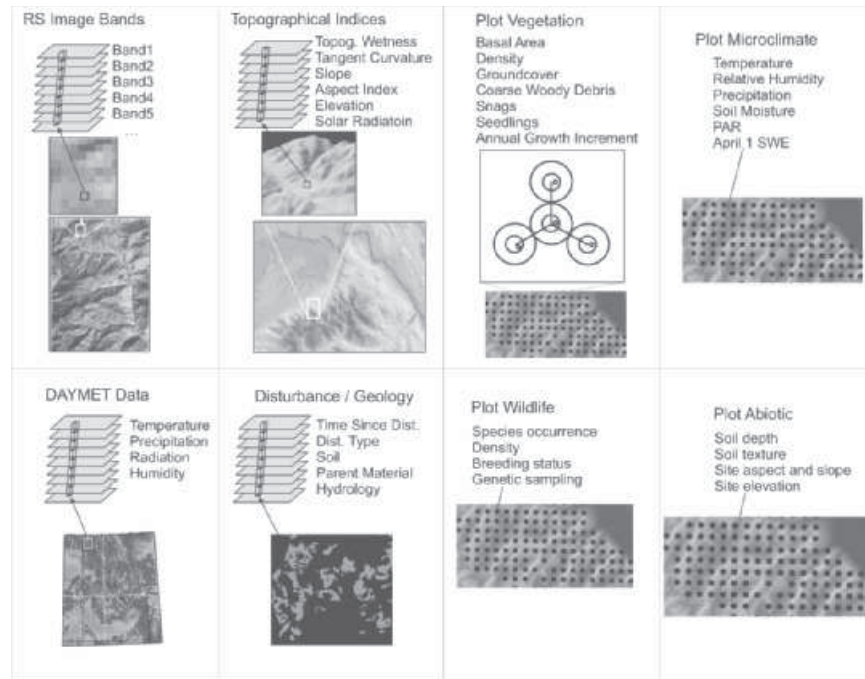 RS Image Bands
Band1
Band2
Band3
Band4
Band5
...
Topographical Indices
Topog. Wetness
Tangent Curvature
Slope
Aspect Index
Elevation
Solar Radiatoin
Plot Vegetation
Basal Area
Density
Groundcover
Coarse Woody Debris
Snags
Seedlings
Annual Growth Increment
Plot Microclimate
Temperature
Relative Humidity
Precipitation
Soil Moisture
PAR
April 1 SWE
DAYMET Data
Temperature
Precipitation
Radiation
Humidity
Disturbance / Geology
Time Since Dist.
Dist. Type
Soil
Parent Material
Hydrology
Plot Wildlife
Species occurrence
Density
Breeding status
Genetic sampling
Plot Abiotic
Soil depth
Soil texture
Site aspect and slope
Site elevation